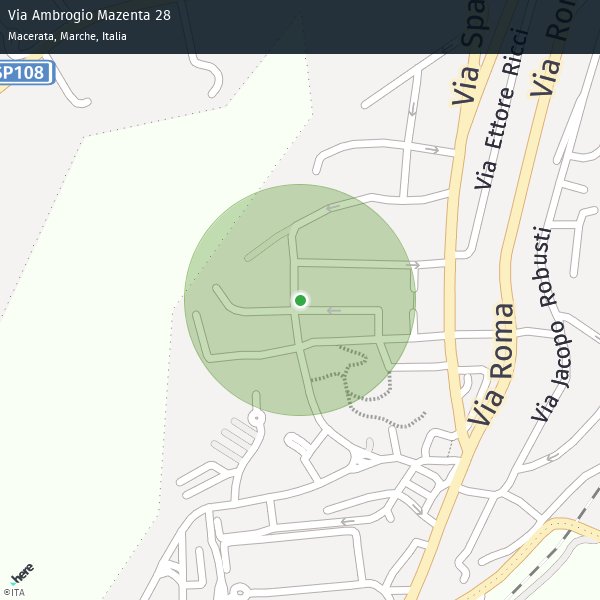 Via Ambrogio Mazenta 28
Macerata, Marche, Italia
SP108
Via Spa
Via Ettore Ricci
Via Rom
Via Jacopo Robusti
Via Roma
here
©ITA